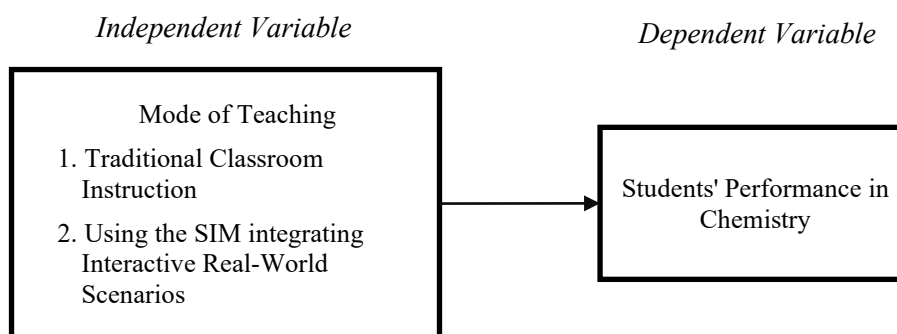 Independent Variable
Dependent Variable
Mode of Teaching
1. Traditional Classroom
Instruction
2. Using the SIM integrating
Interactive Real-World
Scenarios
Students' Performance in
Chemistry